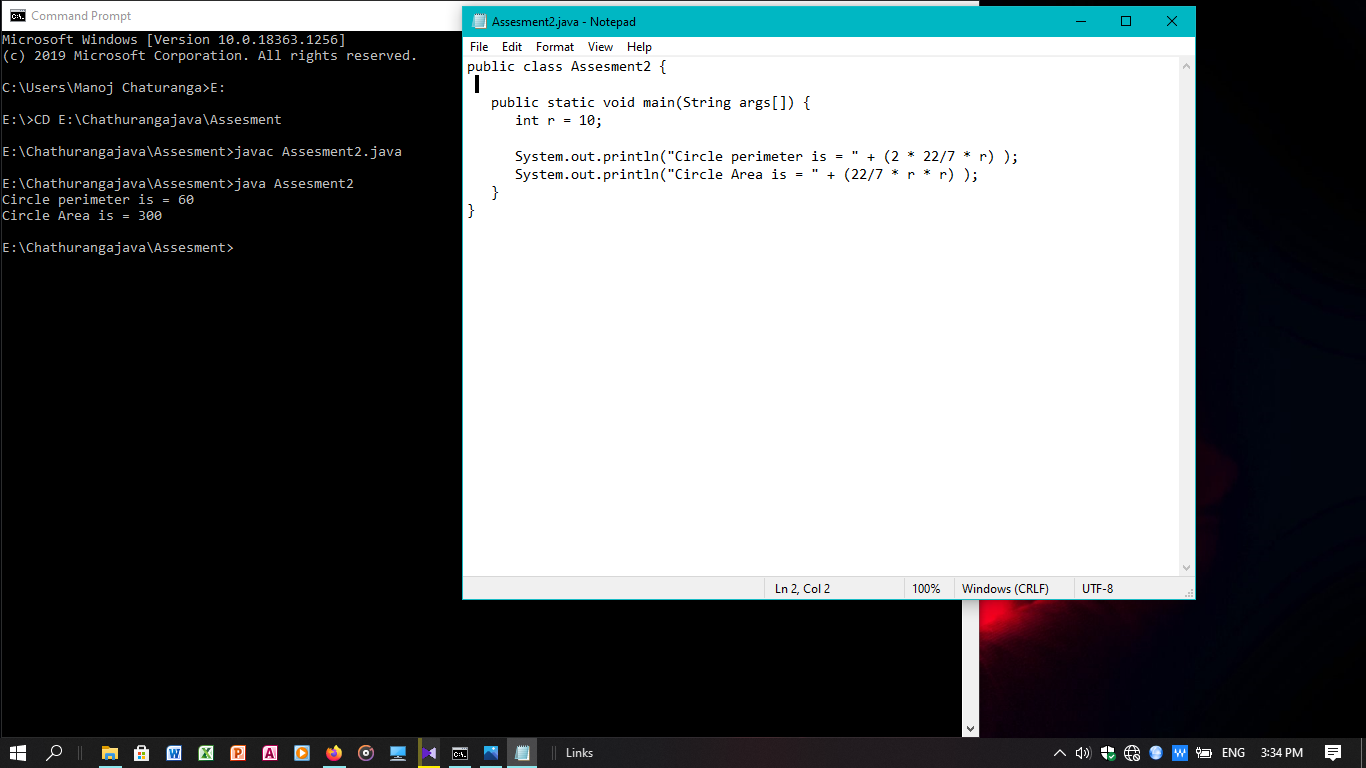 Command Prompt
Microsoft Windows [Version 10.0.18363.1256]
(c) 2019 Microsoft Corporation. All rights reserved.
C:\Users\Manoj Chaturanga>E:
E:\>CD E:\Chathurangajava\Assesment
E:\Chathurangajava\Assesment>javac Assesment2.java
E:\Chathurangajava\Assesment>java Assesment2
Circle perimeter is = 60
Circle Area is = 300
E:\Chathurangajava\Assesment>
Assesment2.java - Notepad
File Edit Format View Help
public class Assesment2 {
public static void main(String args[]) {
int r = 10;
System.out.println("Circle perimeter is = " + (2 * 22/7 * r) );
System.out.println("Circle Area is = " + (22/7 * r * r) );
}
}
Ln 2, Col 2 100% Windows (CRLF) UTF-8
Links ENG 3:34 PM